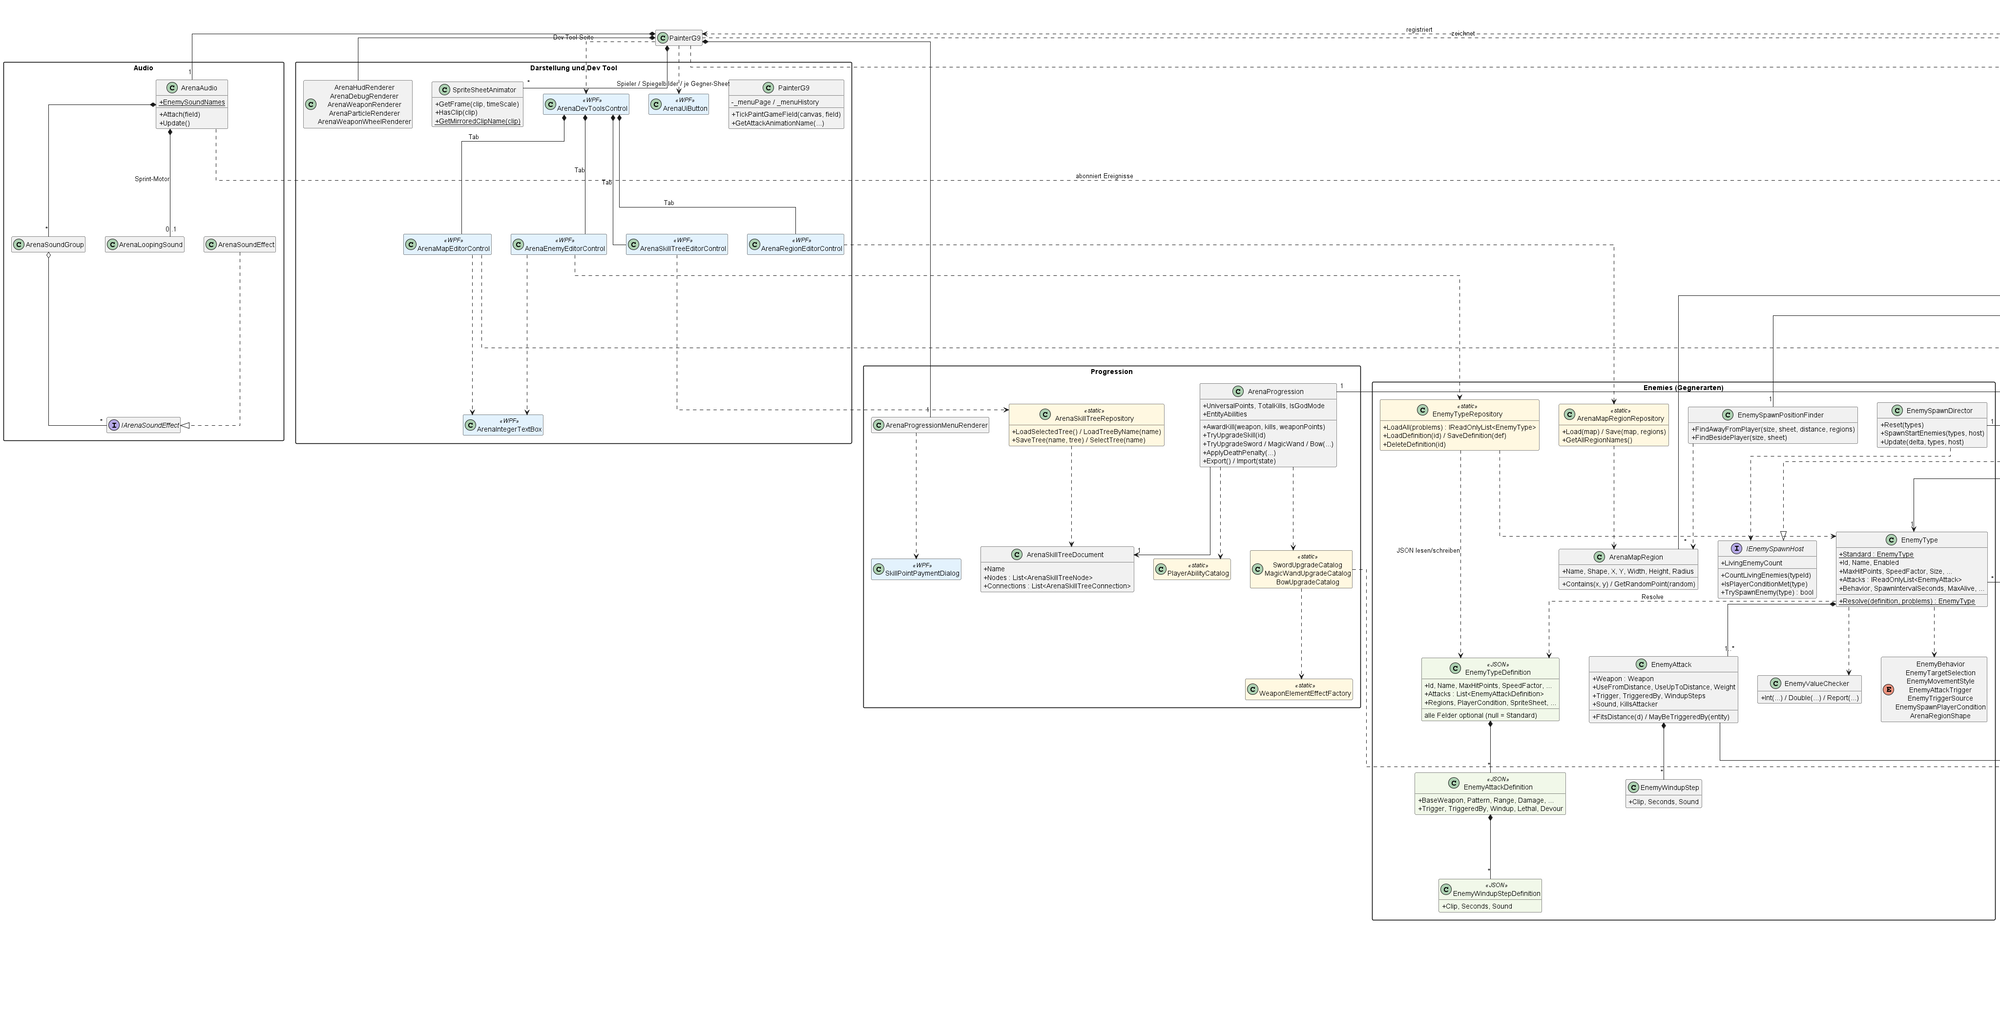 registriert
zeichnet
C PainterG9
Dev Tool Seite
Audio
1
C ArenaAudio
+EnemySoundNames
+Attach(field)
+Update()
Sprint-Motor
*
C ArenaSoundGroup
C ArenaLoopingSound
C ArenaSoundEffect
*
I IArenaSoundEffect
Darstellung und Dev Tool
C
ArenaHudRenderer
ArenaDebugRenderer
ArenaWeaponRenderer
ArenaParticleRenderer
ArenaWeaponWheelRenderer
*
Spieler / Spiegelbilder / je Gegner-Sheet
C SpriteSheetAnimator
+GetFrame(clip, timeScale)
+HasClip(clip)
+GetMirroredClipName(clip)
C «WPF»
ArenaDevToolsControl
C «WPF»
ArenaUiButton
C PainterG9
-_menuPage / _menuHistory
+TickPaintGameField(canvas, field)
+GetAttackAnimationName(...)
Tab
Tab
Tab
Tab
abonniert Ereignisse
C «WPF»
ArenaMapEditorControl
C «WPF»
ArenaEnemyEditorControl
C «WPF»
ArenaSkillTreeEditorControl
C «WPF»
ArenaRegionEditorControl
C «WPF»
ArenaIntegerTextBox
Progression
1
C ArenaProgressionMenuRenderer
C «static»
ArenaSkillTreeRepository
+LoadSelectedTree() / LoadTreeByName(name)
+SaveTree(name, tree) / SelectTree(name)
1
C ArenaProgression
+UniversalPoints, TotalKills, IsGodMode
+EntityAbilities
+AwardKill(weapon, kills, weaponPoints)
+TryUpgradeSkill(id)
+TryUpgradeSword / MagicWand / Bow(...)
+ApplyDeathPenalty(...)
+Export() / Import(state)
C «WPF»
SkillPointPaymentDialog
1
C ArenaSkillTreeDocument
+Name
+Nodes : List<ArenaSkillTreeNode>
+Connections : List<ArenaSkillTreeConnection>
C «static»
PlayerAbilityCatalog
C «static»
SwordUpgradeCatalog
MagicWandUpgradeCatalog
BowUpgradeCatalog
C «static»
WeaponElementEffectFactory
Enemies (Gegnerarten)
C «static»
EnemyTypeRepository
+LoadAll(problems) : IReadOnlyList<EnemyType>
+LoadDefinition(id) / SaveDefinition(def)
+DeleteDefinition(id)
C «static»
ArenaMapRegionRepository
+Load(map) / Save(map, regions)
+GetAllRegionNames()
1
C EnemySpawnPositionFinder
+FindAwayFromPlayer(size, sheet, distance, regions)
+FindBesidePlayer(size, sheet)
C EnemySpawnDirector
+Reset(types)
+SpawnStartEnemies(types, host)
+Update(delta, types, host)
1
JSON lesen/schreiben
*
C ArenaMapRegion
+Name, Shape, X, Y, Width, Height, Radius
+Contains(x, y) / GetRandomPoint(random)
I IEnemySpawnHost
+LivingEnemyCount
+CountLivingEnemies(typeId)
+IsPlayerConditionMet(type)
+TrySpawnEnemy(type) : bool
1
C EnemyType
+Standard : EnemyType
+Id, Name, Enabled
+MaxHitPoints, SpeedFactor, Size, ...
+Attacks : IReadOnlyList<EnemyAttack>
+Behavior, SpawnIntervalSeconds, MaxAlive, ...
+Resolve(definition, problems) : EnemyType
*
Resolve
C «JSON»
EnemyTypeDefinition
+Id, Name, MaxHitPoints, SpeedFactor, ...
+Attacks : List<EnemyAttackDefinition>
+Regions, PlayerCondition, SpriteSheet, ...
alle Felder optional (null = Standard)
C EnemyAttack
+Weapon : Weapon
+UseFromDistance, UseUpToDistance, Weight
+Trigger, TriggeredBy, WindupSteps
+Sound, KillsAttacker
+FitsDistance(d) / MayBeTriggeredBy(entity)
C EnemyValueChecker
+Int(...) / Double(...) / Report(...)
E
EnemyBehavior
EnemyTargetSelection
EnemyMovementStyle
EnemyAttackTrigger
EnemyTriggerSource
EnemySpawnPlayerCondition
ArenaRegionShape
*
C «JSON»
EnemyAttackDefinition
+BaseWeapon, Pattern, Range, Damage, ...
+Trigger, TriggeredBy, Windup, Lethal, Devour
*
C EnemyWindupStep
+Clip, Seconds, Sound
*
C «JSON»
EnemyWindupStepDefinition
+Clip, Seconds, Sound